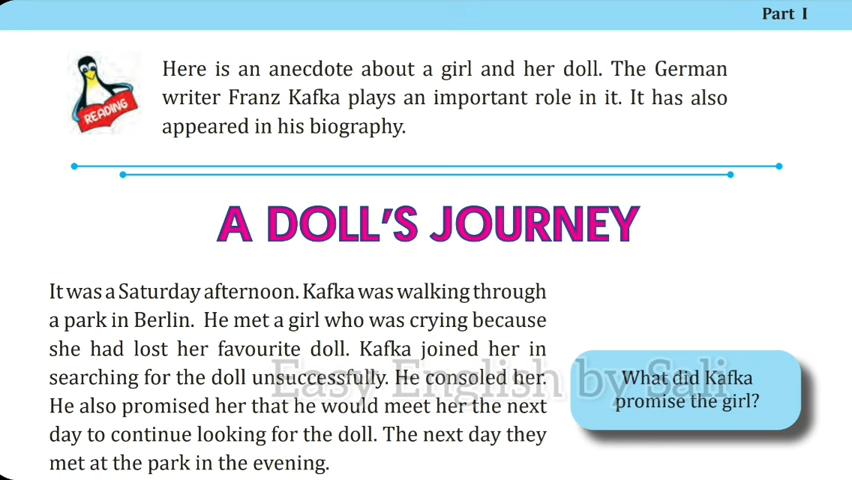 Part I
READING
Here is an anecdote about a girl and her doll. The German
writer Franz Kafka plays an important role in it. It has also
appeared in his biography.
A DOLL'S JOURNEY
It was a Saturday afternoon. Kafka was walking through
a park in Berlin. He met a girl who was crying because
she had lost her favourite doll. Kafka joined her in
searching for the doll unsuccessfully. He consoled her.
He also promised her that he would meet her the next
day to continue looking for the doll. The next day they
met at the park in the evening.
What did Kafka
promise the girl?
Easy English by Sali